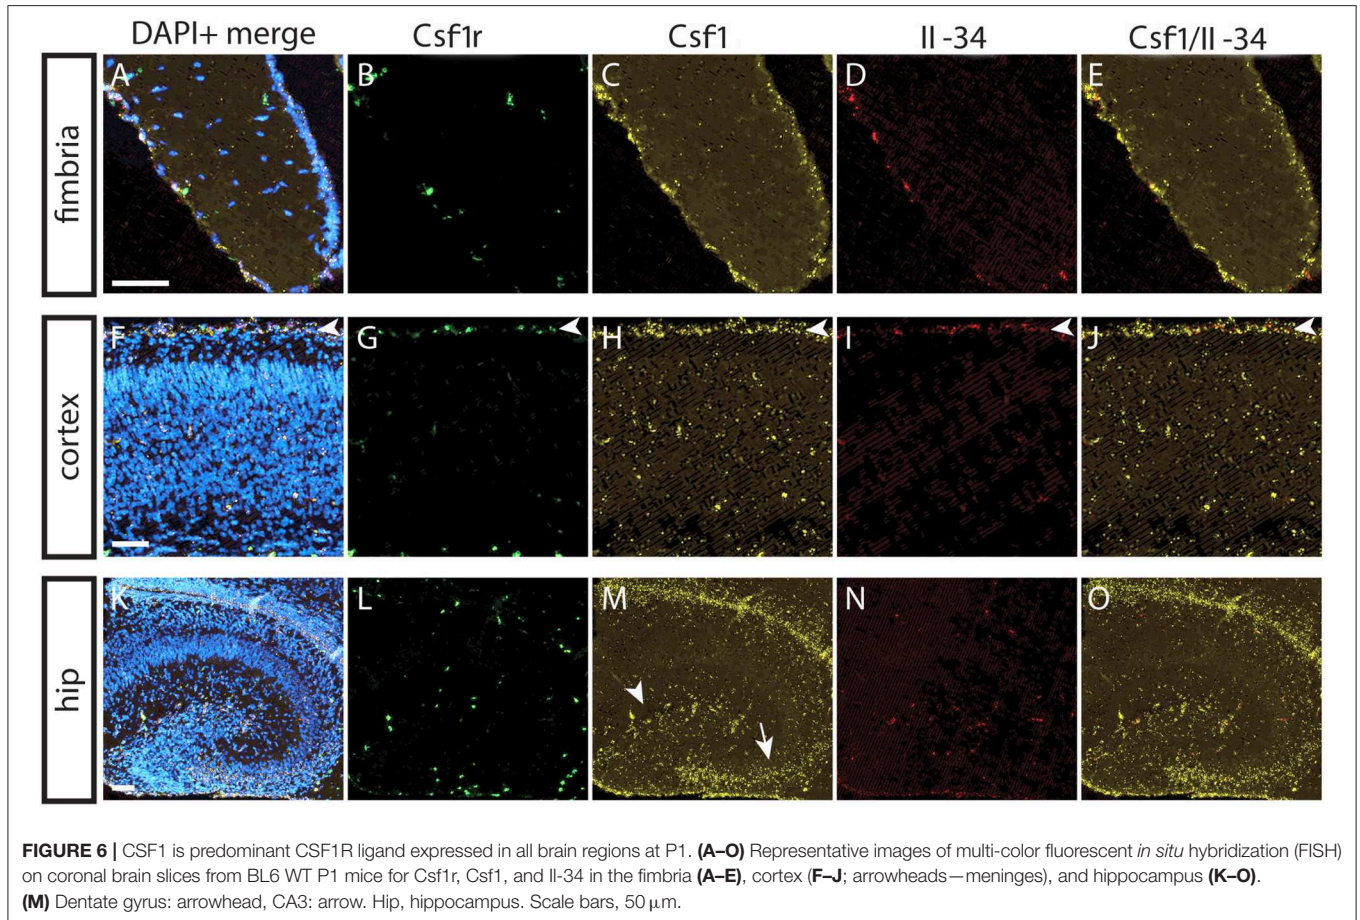 DAPI+ merge Csf1r Csf1 Il -34 Csf1/Il -34
fimbria
A B C D E
cortex
F G H I J
hip
K L M N O
FIGURE 6 | CSF1 is predominant CSF1R ligand expressed in all brain regions at P1. (A–O) Representative images of multi-color fluorescent in situ hybridization (FISH)
on coronal brain slices from BL6 WT P1 mice for Csf1r, Csf1, and Il-34 in the fimbria (A–E), cortex (F–J; arrowheads—meninges), and hippocampus (K–O).
(M) Dentate gyrus: arrowhead, CA3: arrow. Hip, hippocampus. Scale bars, 50 μm.